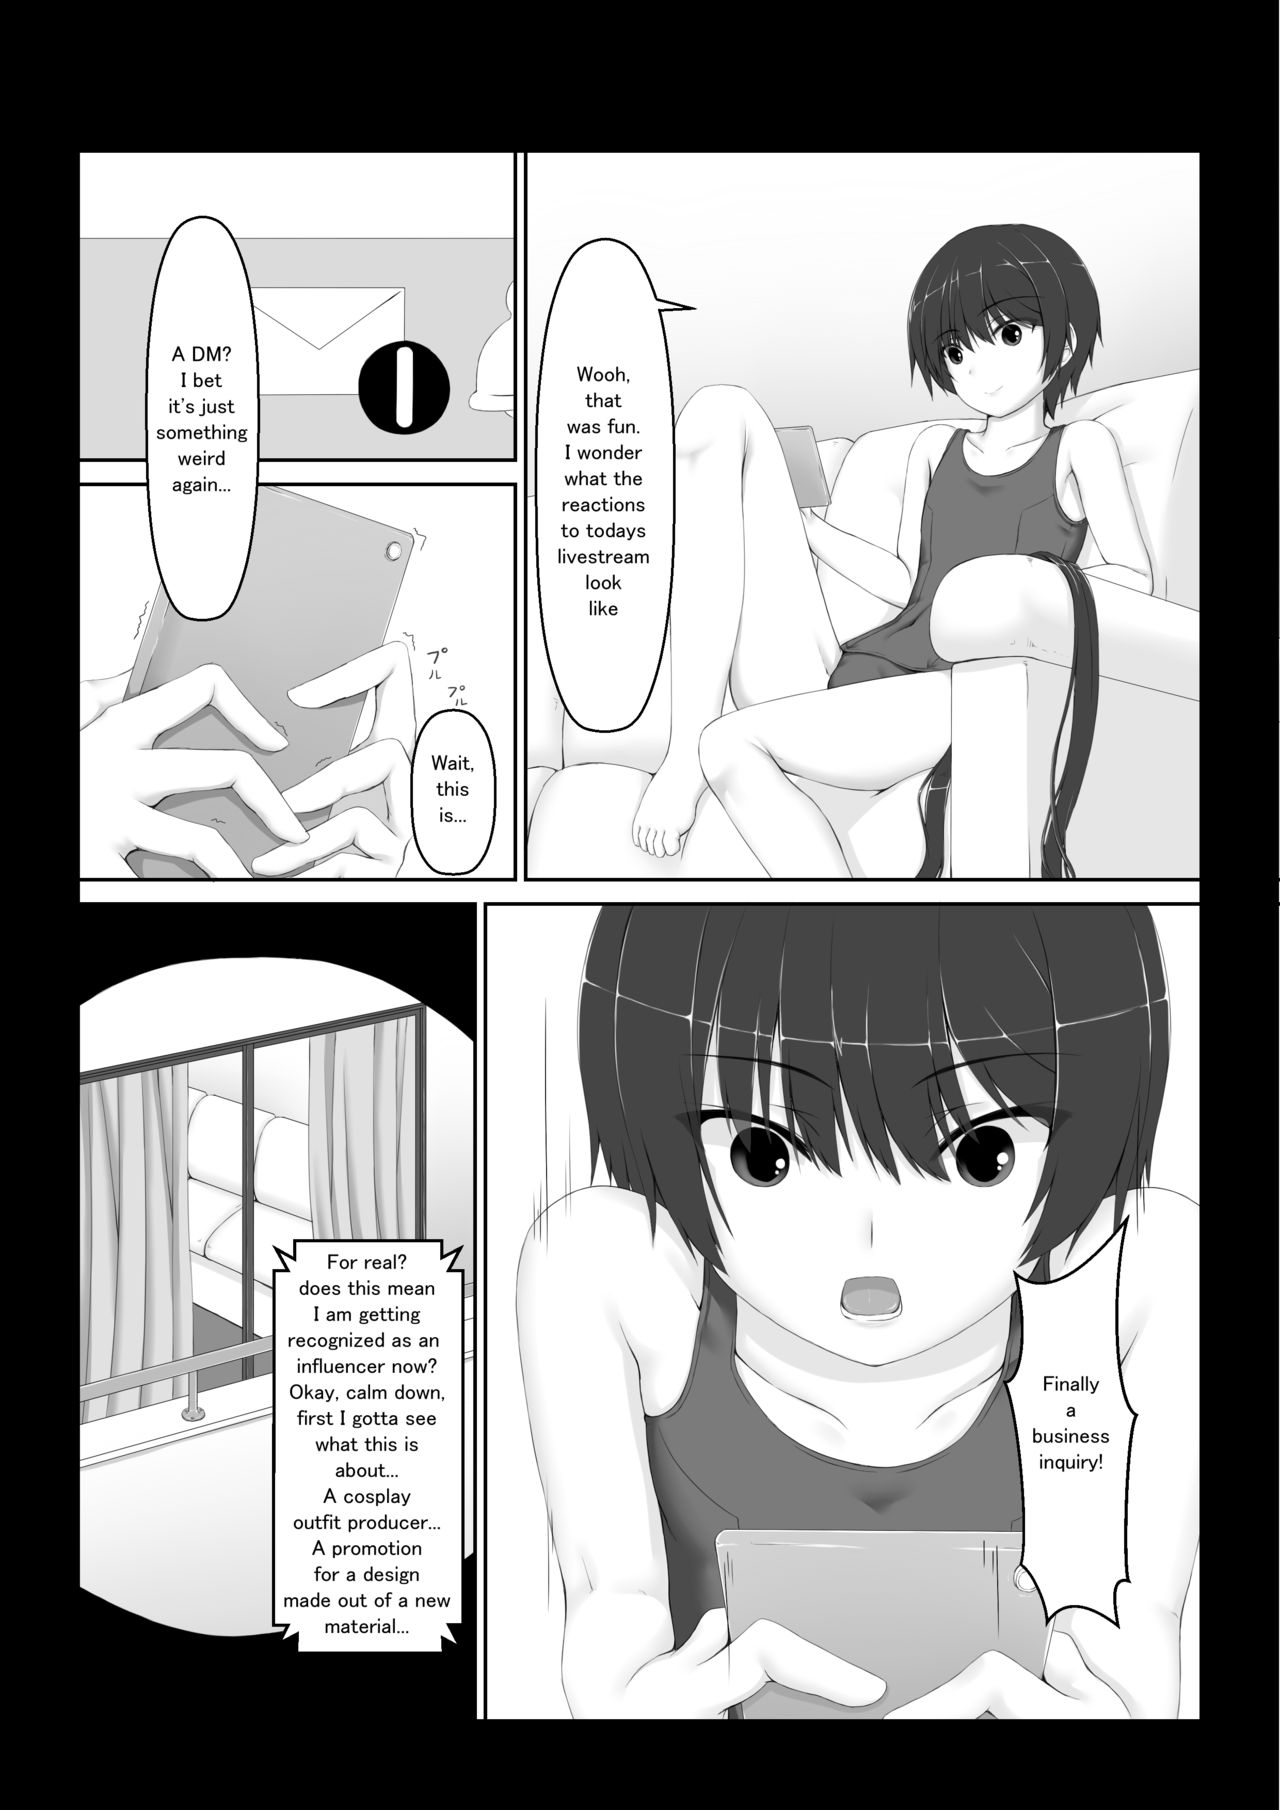 Wooh,
that
was fun.
I wonder
what the
reactions
to todays
livestream
look
like
A DM?
I bet
it's just
something
weird
again...
プル
プル
Wait,
this
is...
Finally
a
business
inquiry!
For real?
does this mean
I am getting
recognized as an
influencer now?
Okay, calm down,
first I gotta see
what this is
about...
A cosplay
outfit producer...
A promotion
for a design
made out of a new
material...